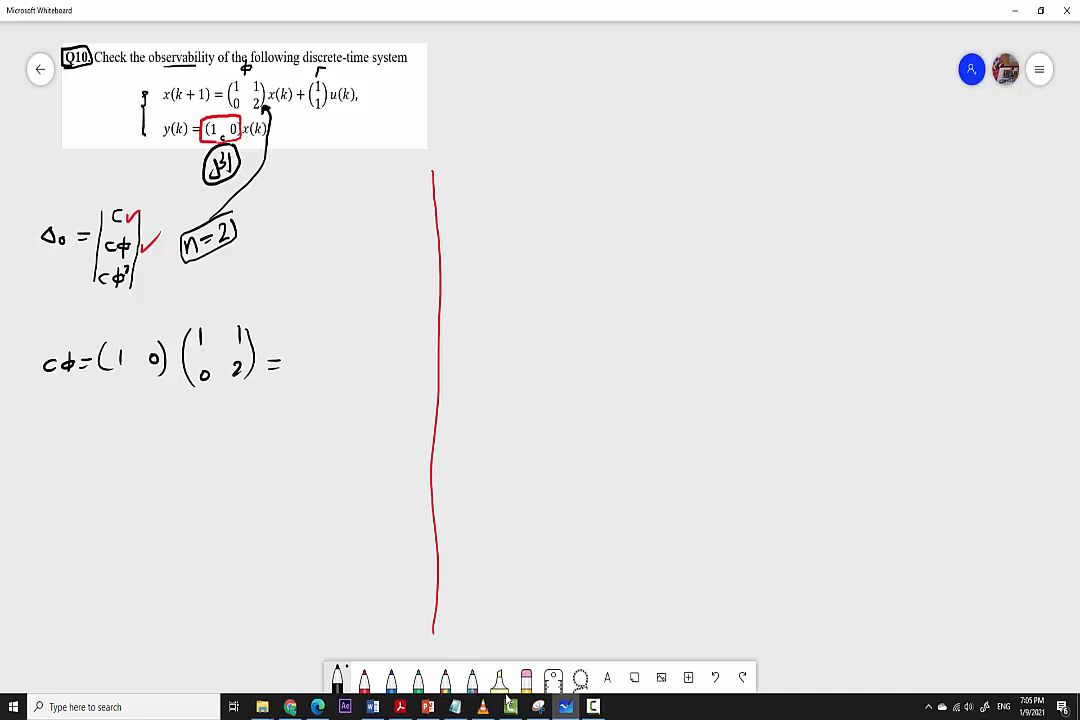 Microsoft Whiteboard
Q10. Check the observability of the following discrete-time system
ϕ Γ
x(k + 1) = (1 1 0 2) x(k) + (1 1) u(k),
y(k) = (1 0) x(k)
c
Δ₀ = | C Cϕ Cϕ² |
n = 2
Cϕ = (1 0) (1 1 0 2) =
A
Type here to search
ENG
7:05 PM
1/9/2021